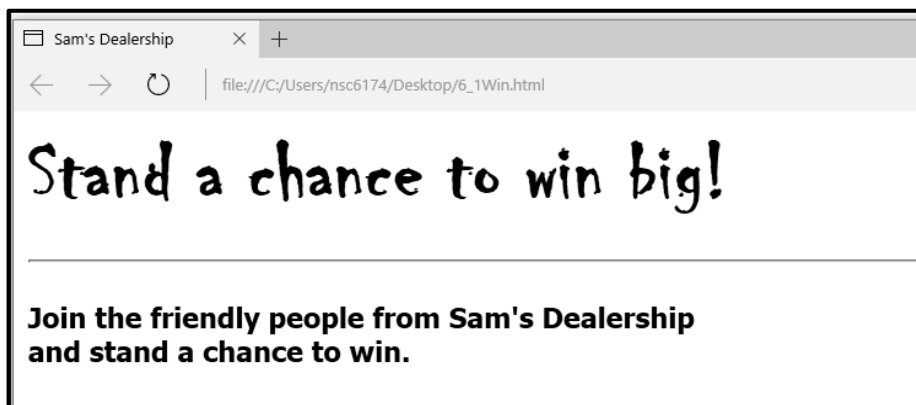 Sam's Dealership
file:///C:/Users/nsc6174/Desktop/6_1Win.html
Stand a chance to win big!
Join the friendly people from Sam's Dealership
and stand a chance to win.